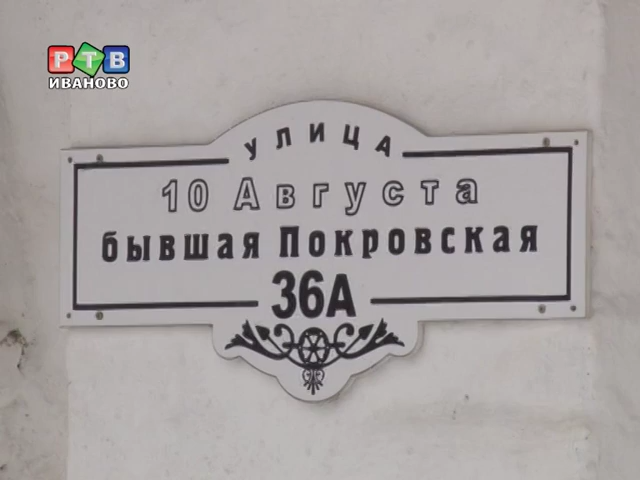 РТВ
ИВАНОВО
УЛИЦА
10 Августа
бывшая Покровская
36А